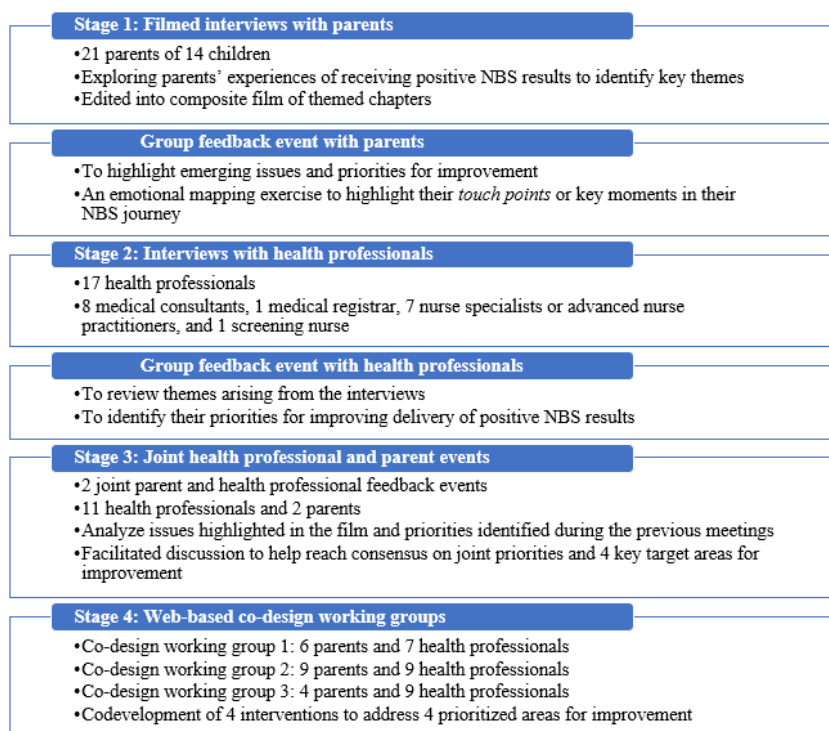 Stage 1: Filmed interviews with parents
•21 parents of 14 children
•Exploring parents’ experiences of receiving positive NBS results to identify key themes
•Edited into composite film of themed chapters
Group feedback event with parents
•To highlight emerging issues and priorities for improvement
•An emotional mapping exercise to highlight their touch points or key moments in their
NBS journey
Stage 2: Interviews with health professionals
•17 health professionals
•8 medical consultants, 1 medical registrar, 7 nurse specialists or advanced nurse
practitioners, and 1 screening nurse
Group feedback event with health professionals
•To review themes arising from the interviews
•To identify their priorities for improving delivery of positive NBS results
Stage 3: Joint health professional and parent events
•2 joint parent and health professional feedback events
•11 health professionals and 2 parents
•Analyze issues highlighted in the film and priorities identified during the previous meetings
•Facilitated discussion to help reach consensus on joint priorities and 4 key target areas for
improvement
Stage 4: Web-based co-design working groups
•Co-design working group 1: 6 parents and 7 health professionals
•Co-design working group 2: 9 parents and 9 health professionals
•Co-design working group 3: 4 parents and 9 health professionals
•Codevelopment of 4 interventions to address 4 prioritized areas for improvement